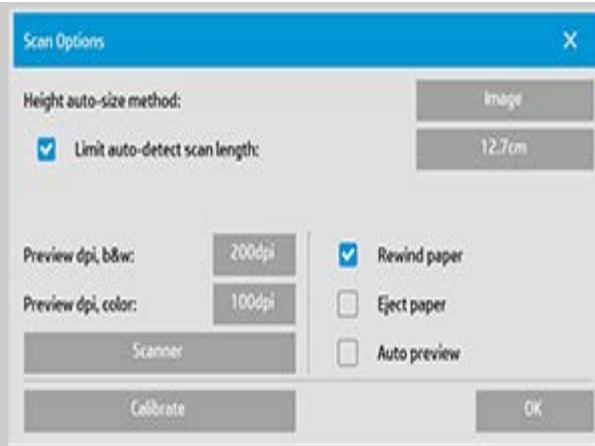 Scan Options
X
Height auto-size method:
Image
Limit auto-detect scan length:
12.7cm
Preview dpi, b&w:
200dpi
Rewind paper
Preview dpi, color:
100dpi
Eject paper
Scanner
Auto preview
Calibrate
OK